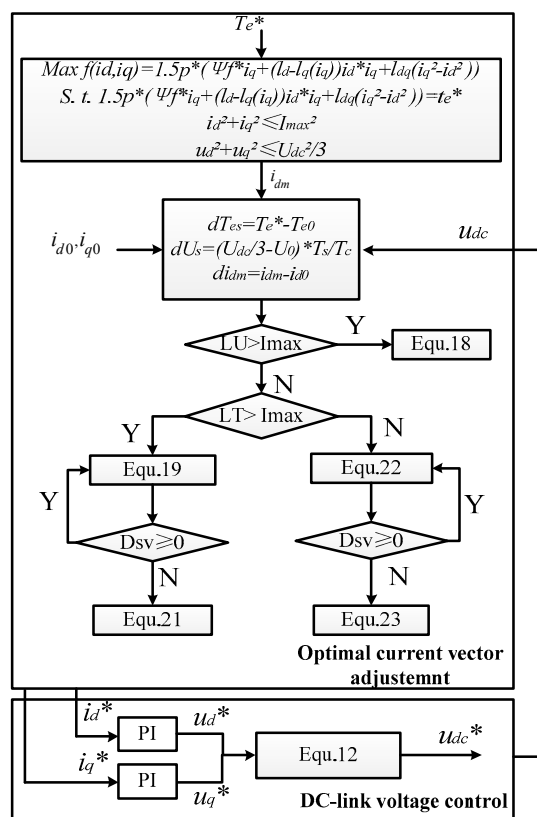 Te*
Max f(id,iq)=1.5p*(Ψf*iq+(ld-lq(iq))id*iq+ldq(iq²-id²))
S. t. 1.5p*(Ψf*iq+(ld-lq(iq))id*iq+ldq(iq²-id²))=te*
id²+iq²≤Imax²
ud²+uq²≤Udc²/3
idm
id0,iq0
dTes=Te*-Te0
dUs=(Udc/3-U0)*Ts/Tc
didm=idm-id0
udc
LU>Imax
Y
Equ.18
N
LT> Imax
Y
N
Equ.19
Equ.22
Y
Y
Dsv≥0
Dsv≥0
N
N
Equ.21
Equ.23
Optimal current vector
adjustemnt
id*
PI
ud*
iq*
PI
uq*
Equ.12
udc*
DC-link voltage control